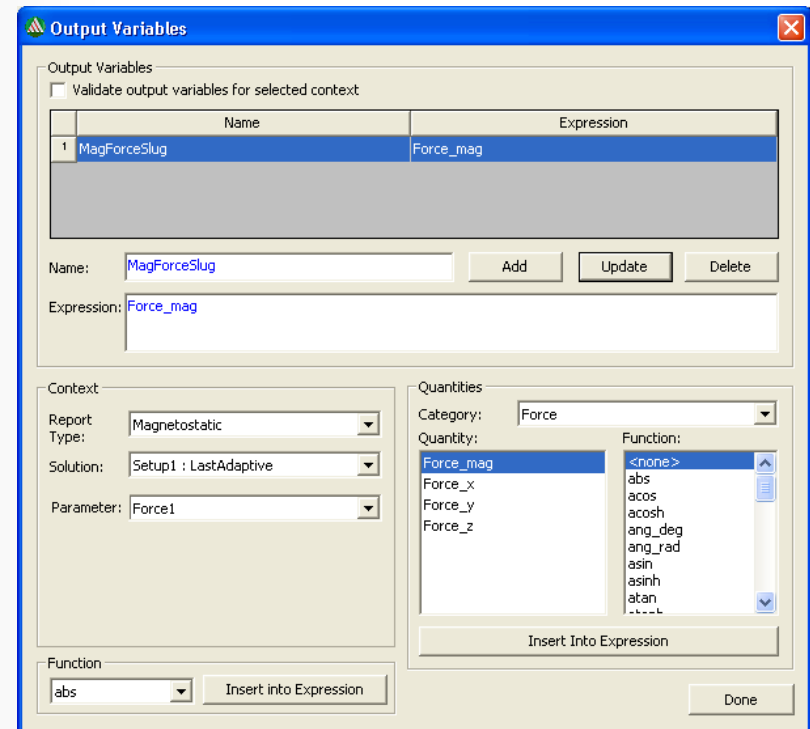 Output Variables
Output Variables
Validate output variables for selected context
Name Expression
1 MagForceSlug Force_mag
Name: MagForceSlug Add Update Delete
Expression: Force_mag
Context
Report Type: Magnetostatic
Solution: Setup1 : LastAdaptive
Parameter: Force1
Quantities
Category: Force
Quantity: Function:
Force_mag <none>
Force_x abs
Force_y acos
Force_z acosh
ang_deg
ang_rad
asin
asinh
atan
Insert Into Expression
Function
abs Insert into Expression
Done